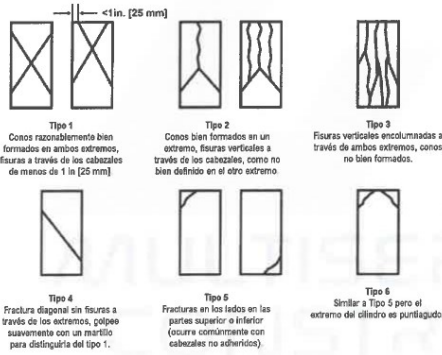 <1in. [25 mm]
Tipo 1
Conos razonablemente bien
formados en ambos extremos,
fisuras a través de los cabezales
de menos de 1 in [25 mm]
Tipo 2
Conos bien formados en un
extremo, fisuras verticales a
través de los cabezales, como no
bien definido en el otro extremo
Tipo 3
Fisuras verticales encolumnadas a
través de ambos extremos, conos
no bien formados.
Tipo 4
Fractura diagonal sin fisuras a
través de los extremos, golpee
suavemente con un martillo
para distinguirla del tipo 1.
Tipo 5
Fracturas en los lados en las
partes superior o inferior
(ocurre comúnmente con
cabezales no adheridos).
Tipo 6
Similar a Tipo 5 pero el
extremo del cilindro es puntiagudo